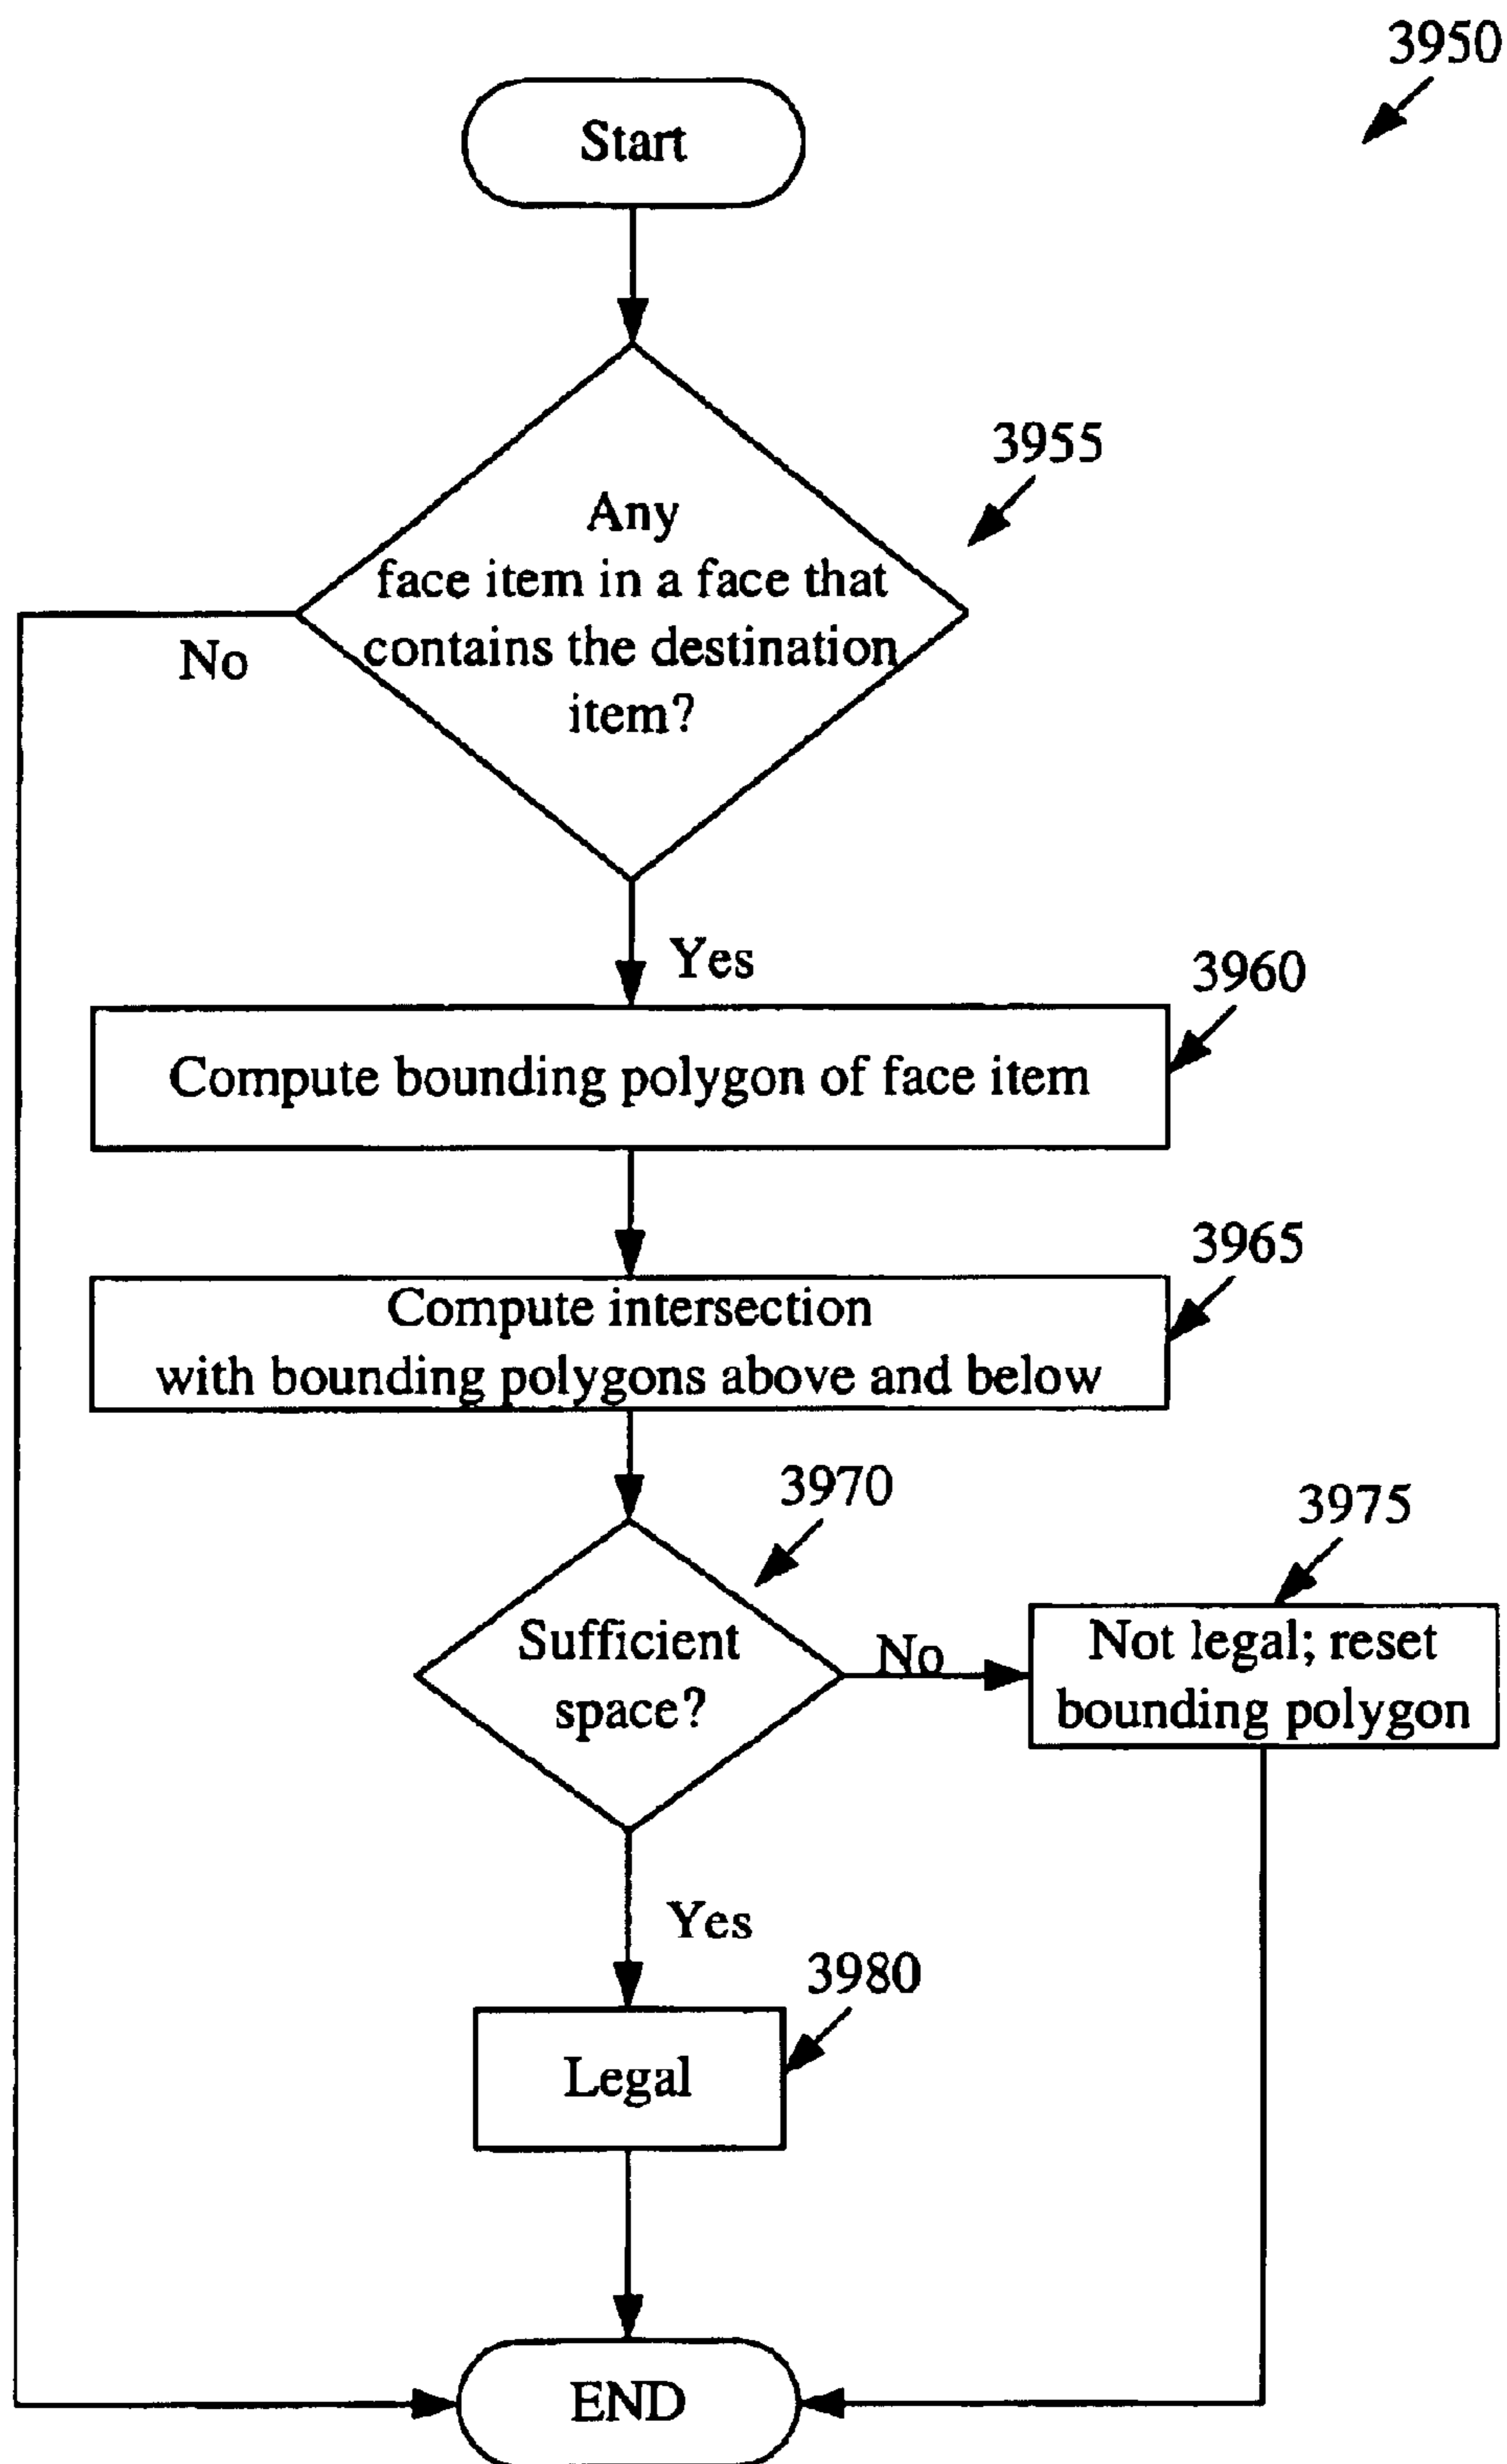 3950
Start
3955
Any
face item in a face that
contains the destination
item?
No
Yes
3960
Compute bounding polygon of face item
3965
Compute intersection
with bounding polygons above and below
3970
3975
Sufficient
space?
No
Not legal; reset
bounding polygon
Yes
3980
Legal
END